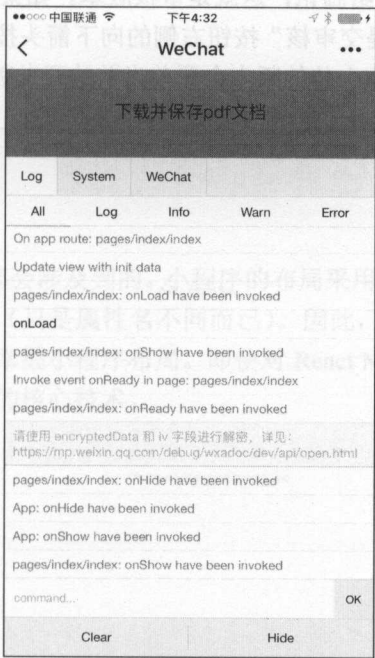 中国联通 下午4:32
WeChat
下载并保存pdf文档
Log System WeChat
All Log Info Warn Error
On app route: pages/index/index
Update view with init data
pages/index/index: onLoad have been invoked
onLoad
pages/index/index: onShow have been invoked
Invoke event onReady in page: pages/index/index
pages/index/index: onReady have been invoked
请使用 encryptedData 和 iv 字段进行解密，详见：
https://mp.weixin.qq.com/debug/wxadoc/dev/api/open.html
pages/index/index: onHide have been invoked
App: onHide have been invoked
App: onShow have been invoked
pages/index/index: onShow have been invoked
command... OK
Clear Hide